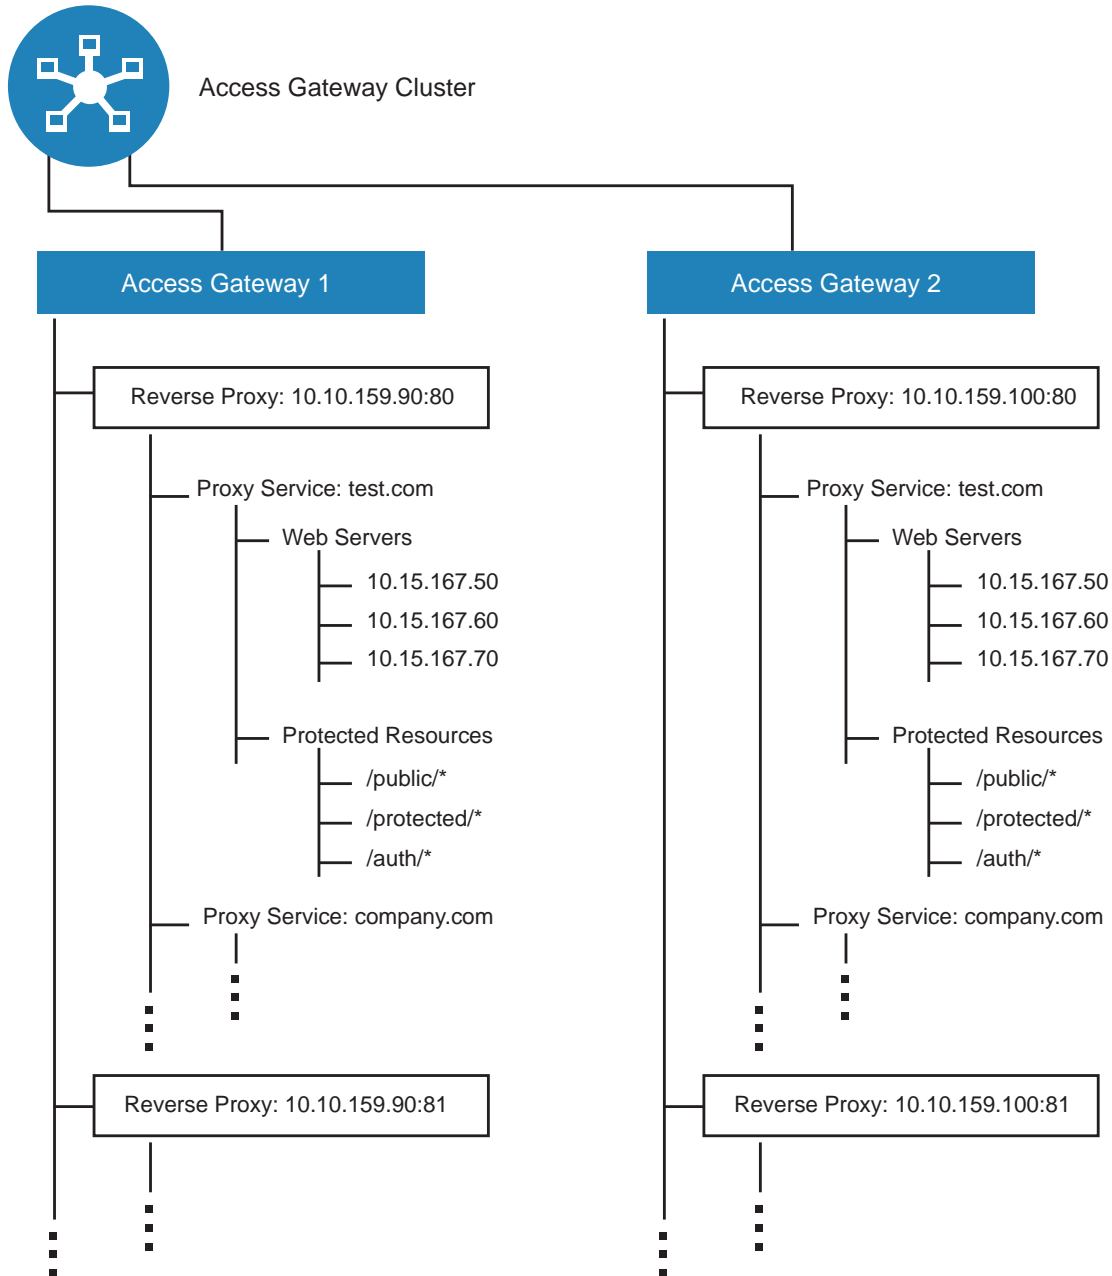 Access Gateway Cluster
Access Gateway 1
Reverse Proxy: 10.10.159.90:80
Proxy Service: test.com
Web Servers
10.15.167.50
10.15.167.60
10.15.167.70
Protected Resources
/public/*
/protected/*
/auth/*
Proxy Service: company.com
Reverse Proxy: 10.10.159.90:81
Access Gateway 2
Reverse Proxy: 10.10.159.100:80
Proxy Service: test.com
Web Servers
10.15.167.50
10.15.167.60
10.15.167.70
Protected Resources
/public/*
/protected/*
/auth/*
Proxy Service: company.com
Reverse Proxy: 10.10.159.100:81